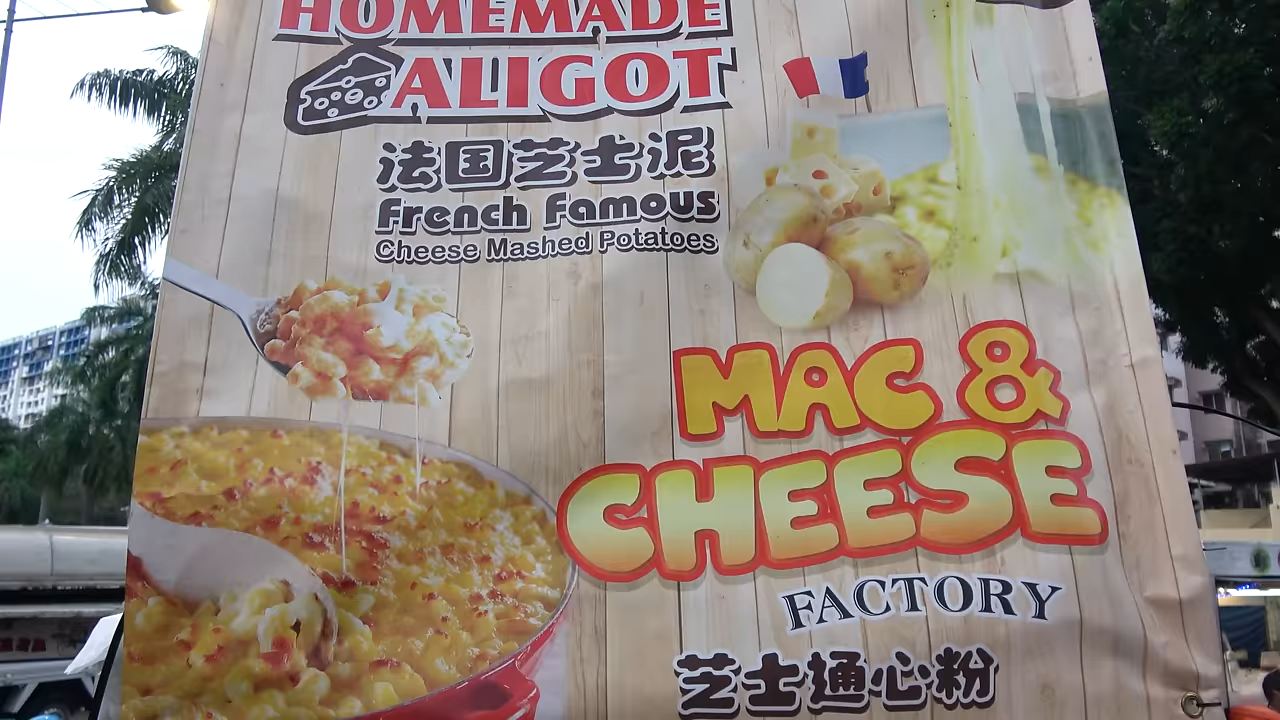 HOMEMADE
ALIGOT
法国芝士泥
French Famous
Cheese Mashed Potatoes
MAC &
CHEESE
FACTORY
芝士通心粉